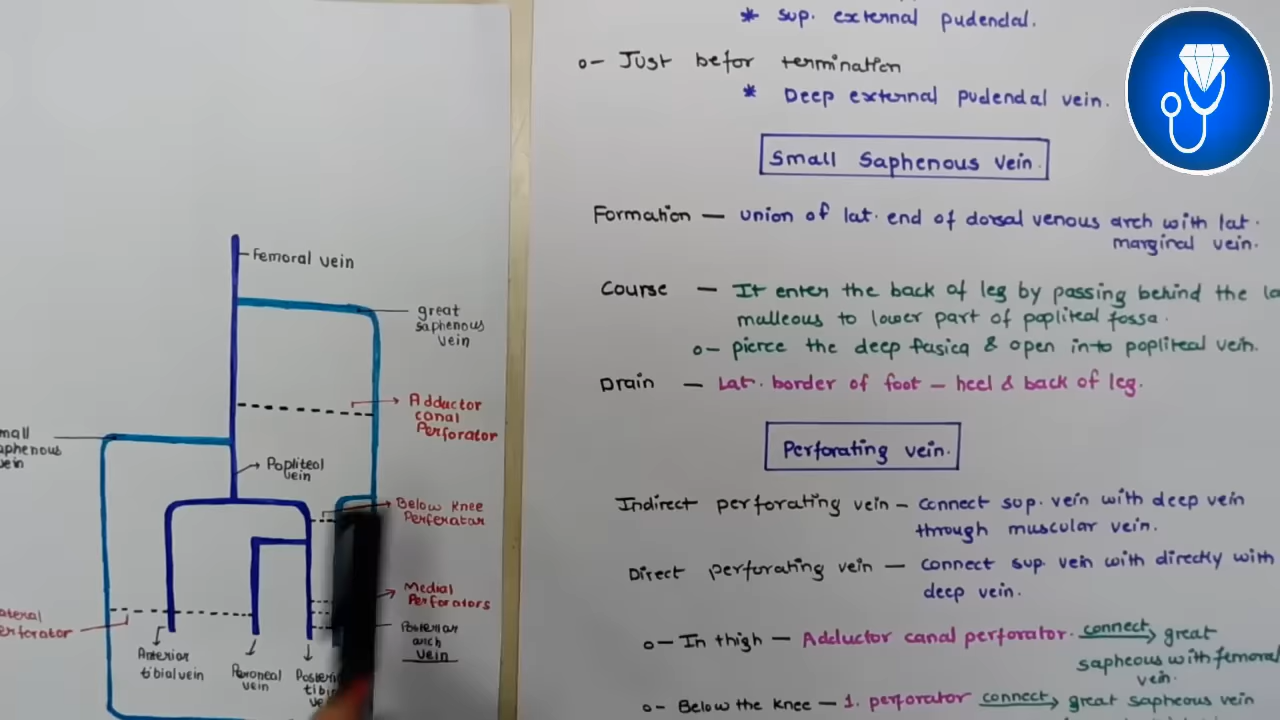 Femoral vein
great
saphenous
vein
Adductor
canal
Perforator
Popliteal
vein
Below Knee
Perferatar
Medial
Perforators
Posterior
arch
vein
Anterior
tibial vein
Peroneal
vein
* sup. external pudendal.
o- Just befor termination
* Deep external pudendal vein.
Small Saphenous vein.
Formation — union of lat. end of dorsal venous arch with lat.
marginal vein.
Course — It enter the back of leg by passing behind the
malleous to lower part of popliteal fossa.
o- pierce the deep fasica & open into popliteal vein.
Drain — Lat. border of foot - heel & back of leg.
Perforating vein.
Indirect perforating vein - connect sup. vein with deep vein
through muscular vein.
Direct perforating vein — connect sup. vein with directly with
deep vein.
o- In thigh — Adductor canal perforator. connect great
sapheous with femoral
vein.
o- Below the knee — 1. perforator connect great sapheous vein